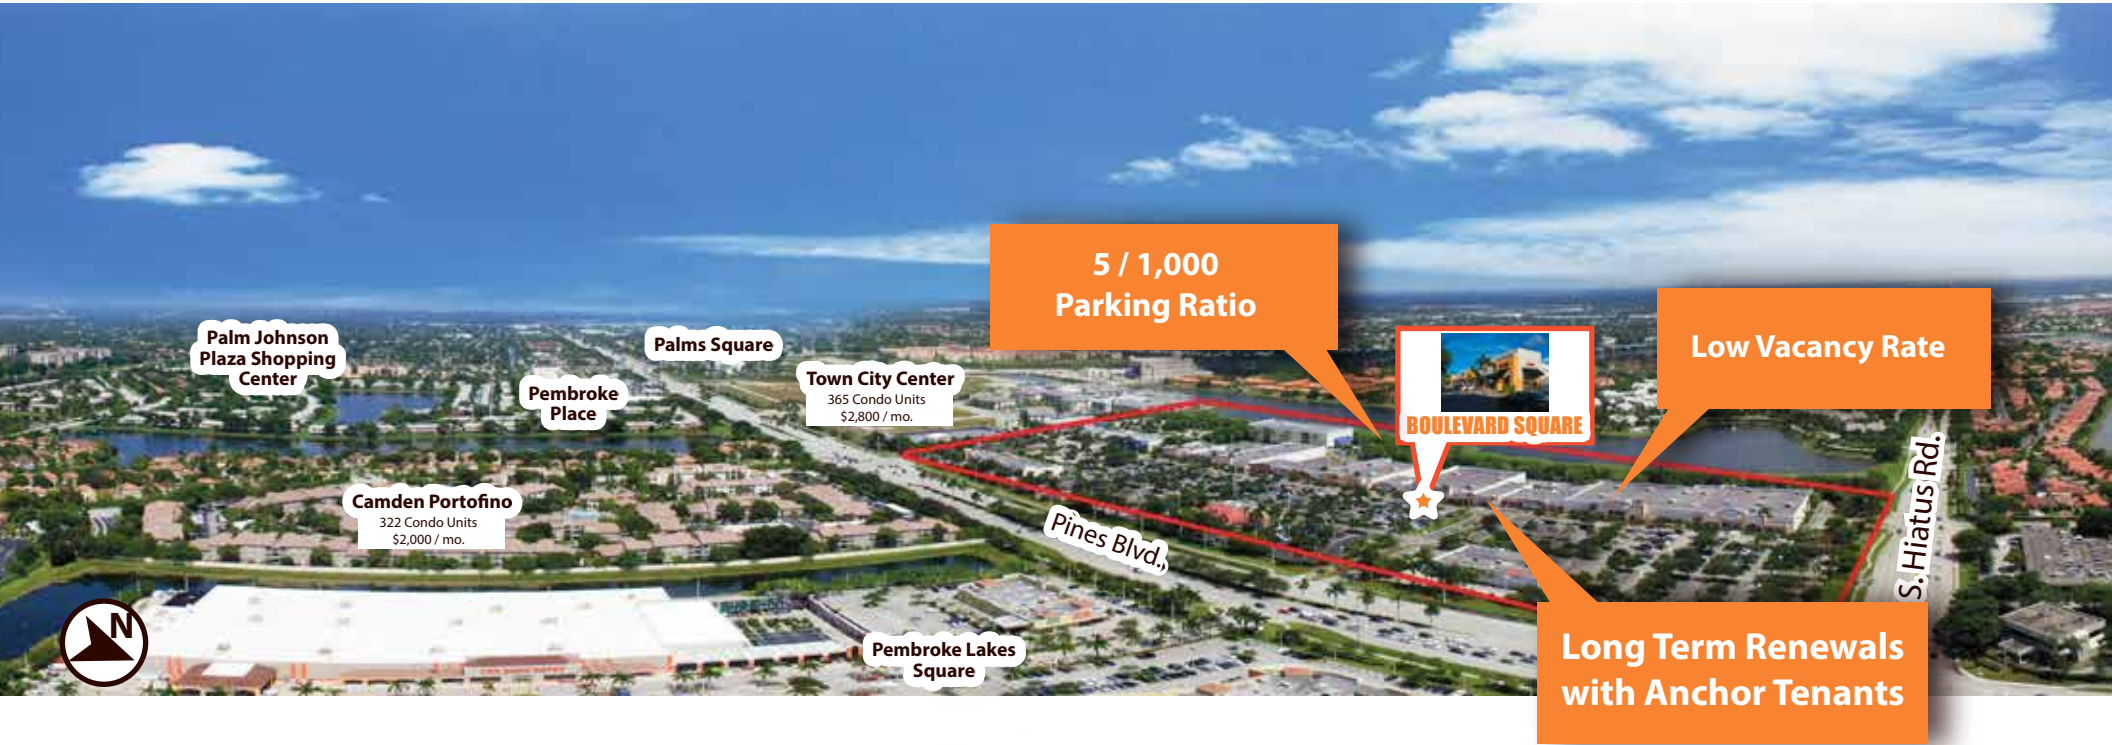 5 / 1,000
Parking Ratio
Low Vacancy Rate
BOULEVARD SQUARE
Palm Johnson
Plaza Shopping
Center
Palms Square
Town City Center
365 Condo Units
$2,800 / mo.
Pembroke
Place
Camden Portofino
322 Condo Units
$2,000 / mo.
Pines Blvd.
S. Hiatus Rd.
N
Pembroke Lakes
Square
Long Term Renewals
with Anchor Tenants